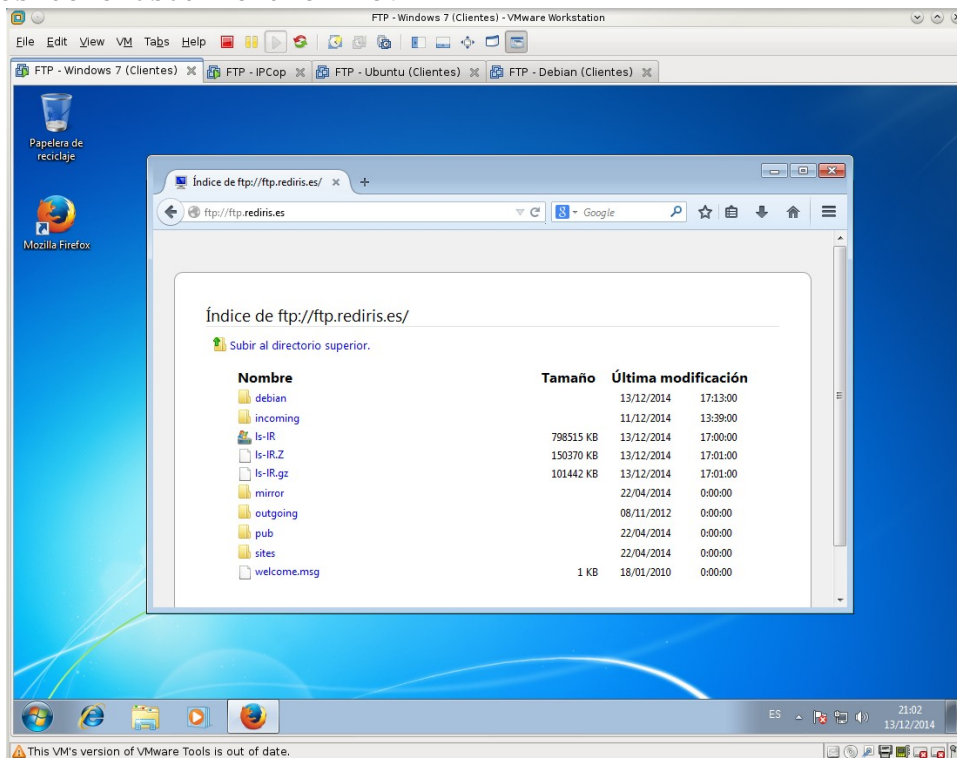 FTP - Windows 7 (Clientes) - VMware Workstation
File Edit View VM Tabs Help
FTP - Windows 7 (Clientes) FTP - IPCop FTP - Ubuntu (Clientes) FTP - Debian (Clientes)
Papelera de
reciclaje
Mozilla Firefox
Índice de ftp://ftp.rediris.es/
ftp://ftp.rediris.es Google
Índice de ftp://ftp.rediris.es/
Subir al directorio superior.
Nombre Tamaño Última modificación
debian 13/12/2014 17:13:00
incoming 11/12/2014 13:39:00
ls-lR 798515 KB 13/12/2014 17:00:00
ls-lR.Z 150370 KB 13/12/2014 17:01:00
ls-lR.gz 101442 KB 13/12/2014 17:01:00
mirror 22/04/2014 0:00:00
outgoing 08/11/2012 0:00:00
pub 22/04/2014 0:00:00
sites 22/04/2014 0:00:00
welcome.msg 1 KB 18/01/2010 0:00:00
ES 21:02
13/12/2014
This VM's version of VMware Tools is out of date.